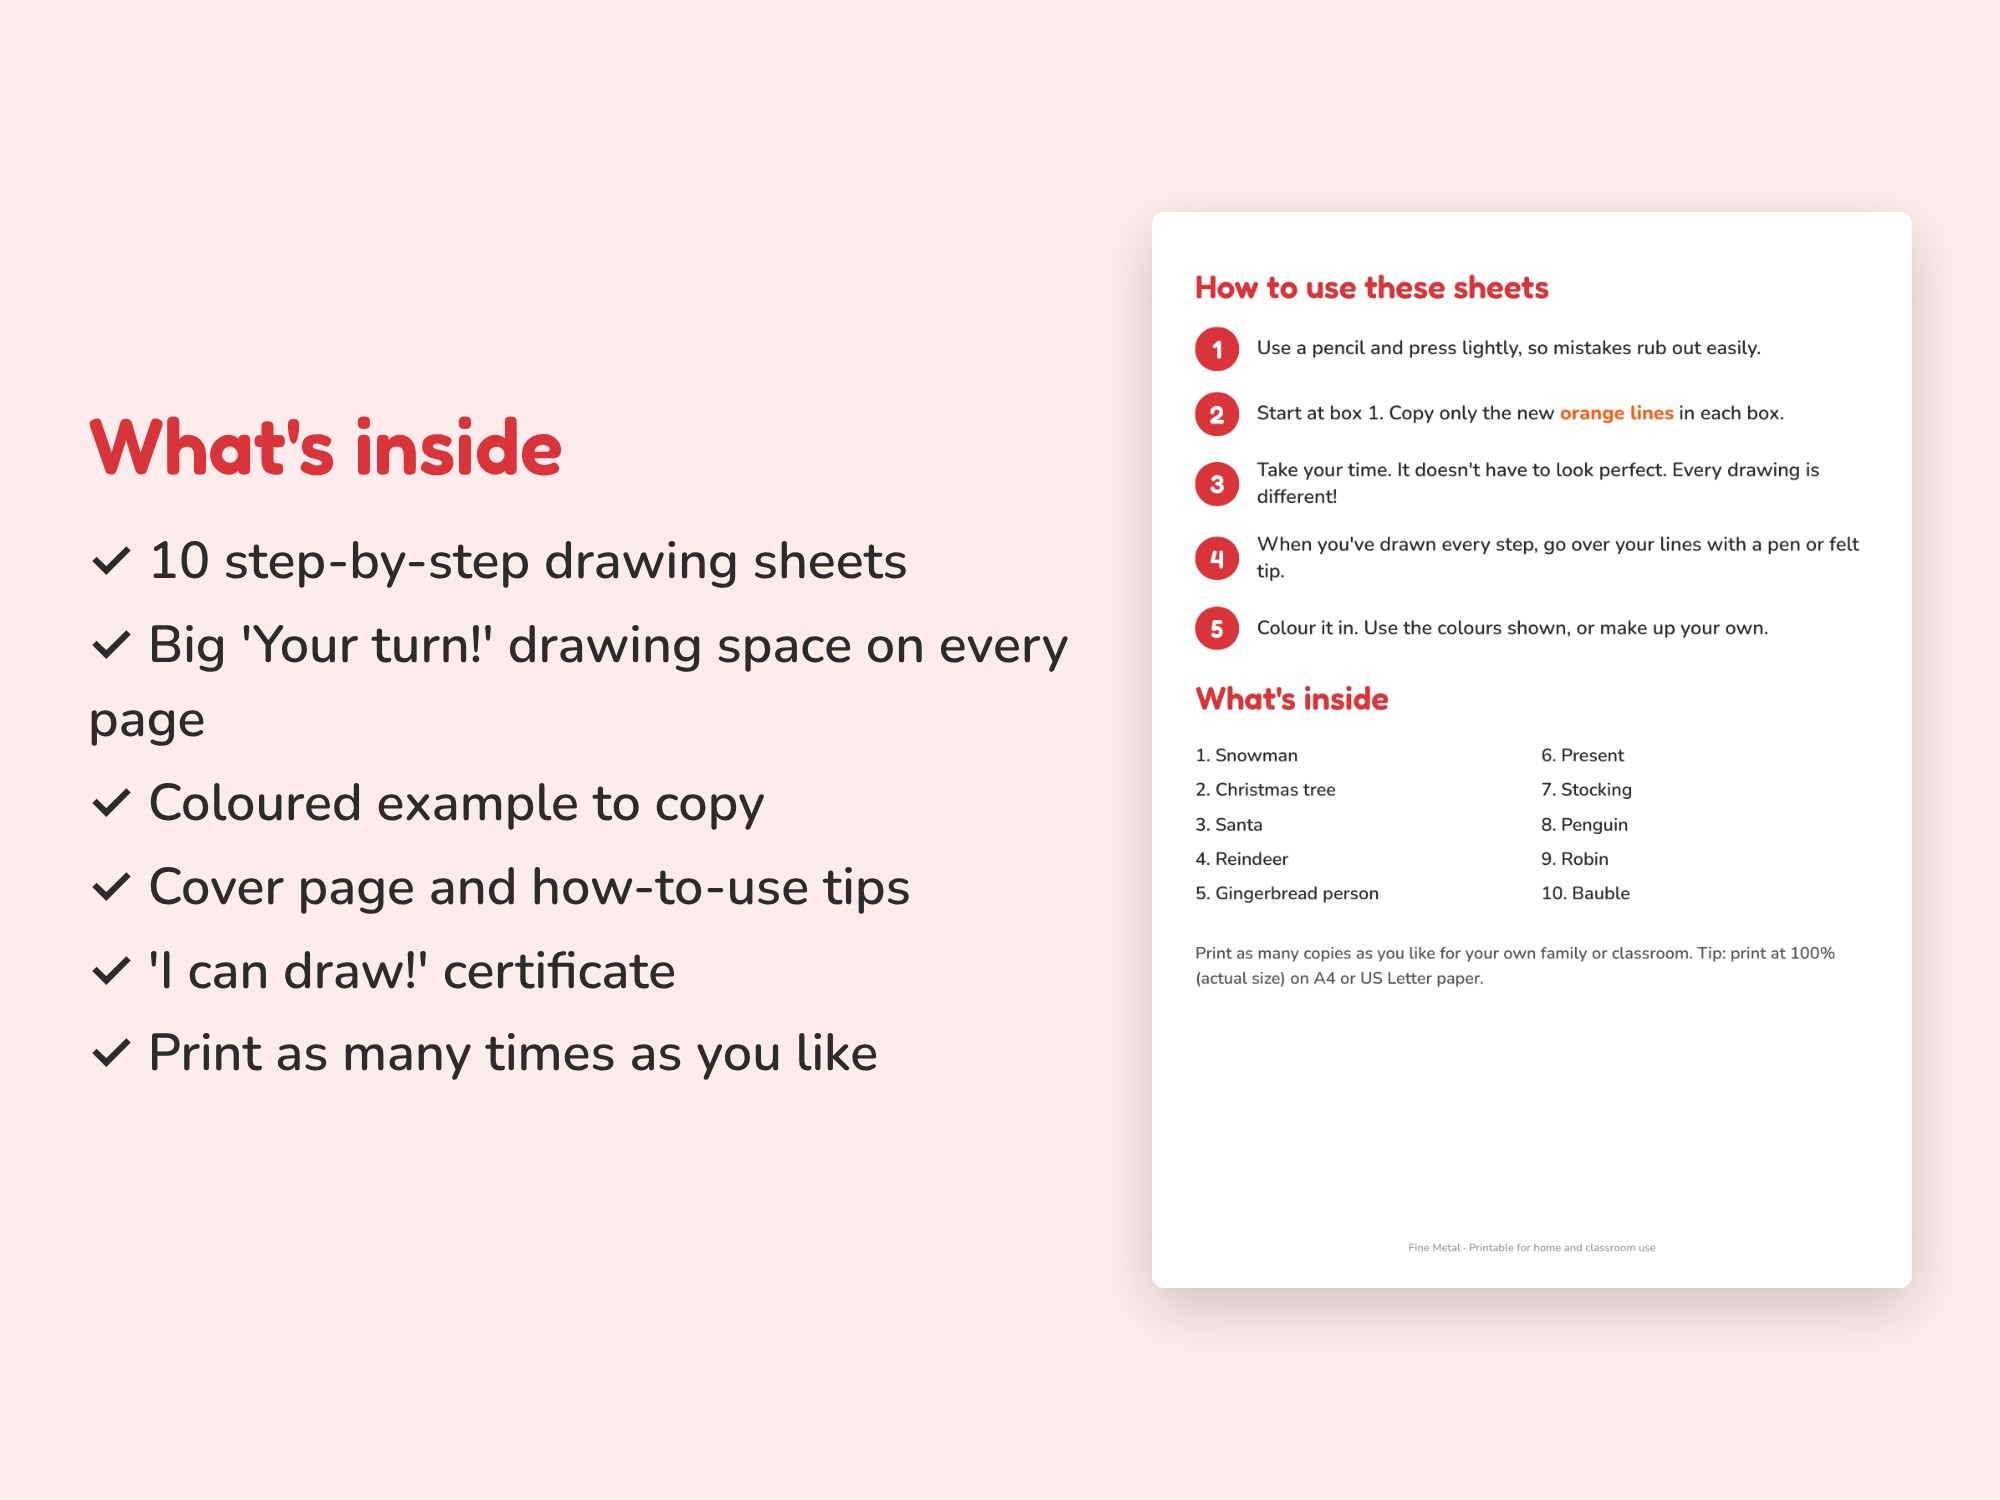 What's inside
✓ 10 step-by-step drawing sheets
✓ Big 'Your turn!' drawing space on every
page
✓ Coloured example to copy
✓ Cover page and how-to-use tips
✓ 'I can draw!' certificate
✓ Print as many times as you like
How to use these sheets
1 Use a pencil and press lightly, so mistakes rub out easily.
2 Start at box 1. Copy only the new orange lines in each box.
3 Take your time. It doesn't have to look perfect. Every drawing is
different!
4 When you've drawn every step, go over your lines with a pen or felt
tip.
5 Colour it in. Use the colours shown, or make up your own.
What's inside
1. Snowman
2. Christmas tree
3. Santa
4. Reindeer
5. Gingerbread person
6. Present
7. Stocking
8. Penguin
9. Robin
10. Bauble
Print as many copies as you like for your own family or classroom. Tip: print at 100%
(actual size) on A4 or US Letter paper.
Fine Metal · Printable for home and classroom use